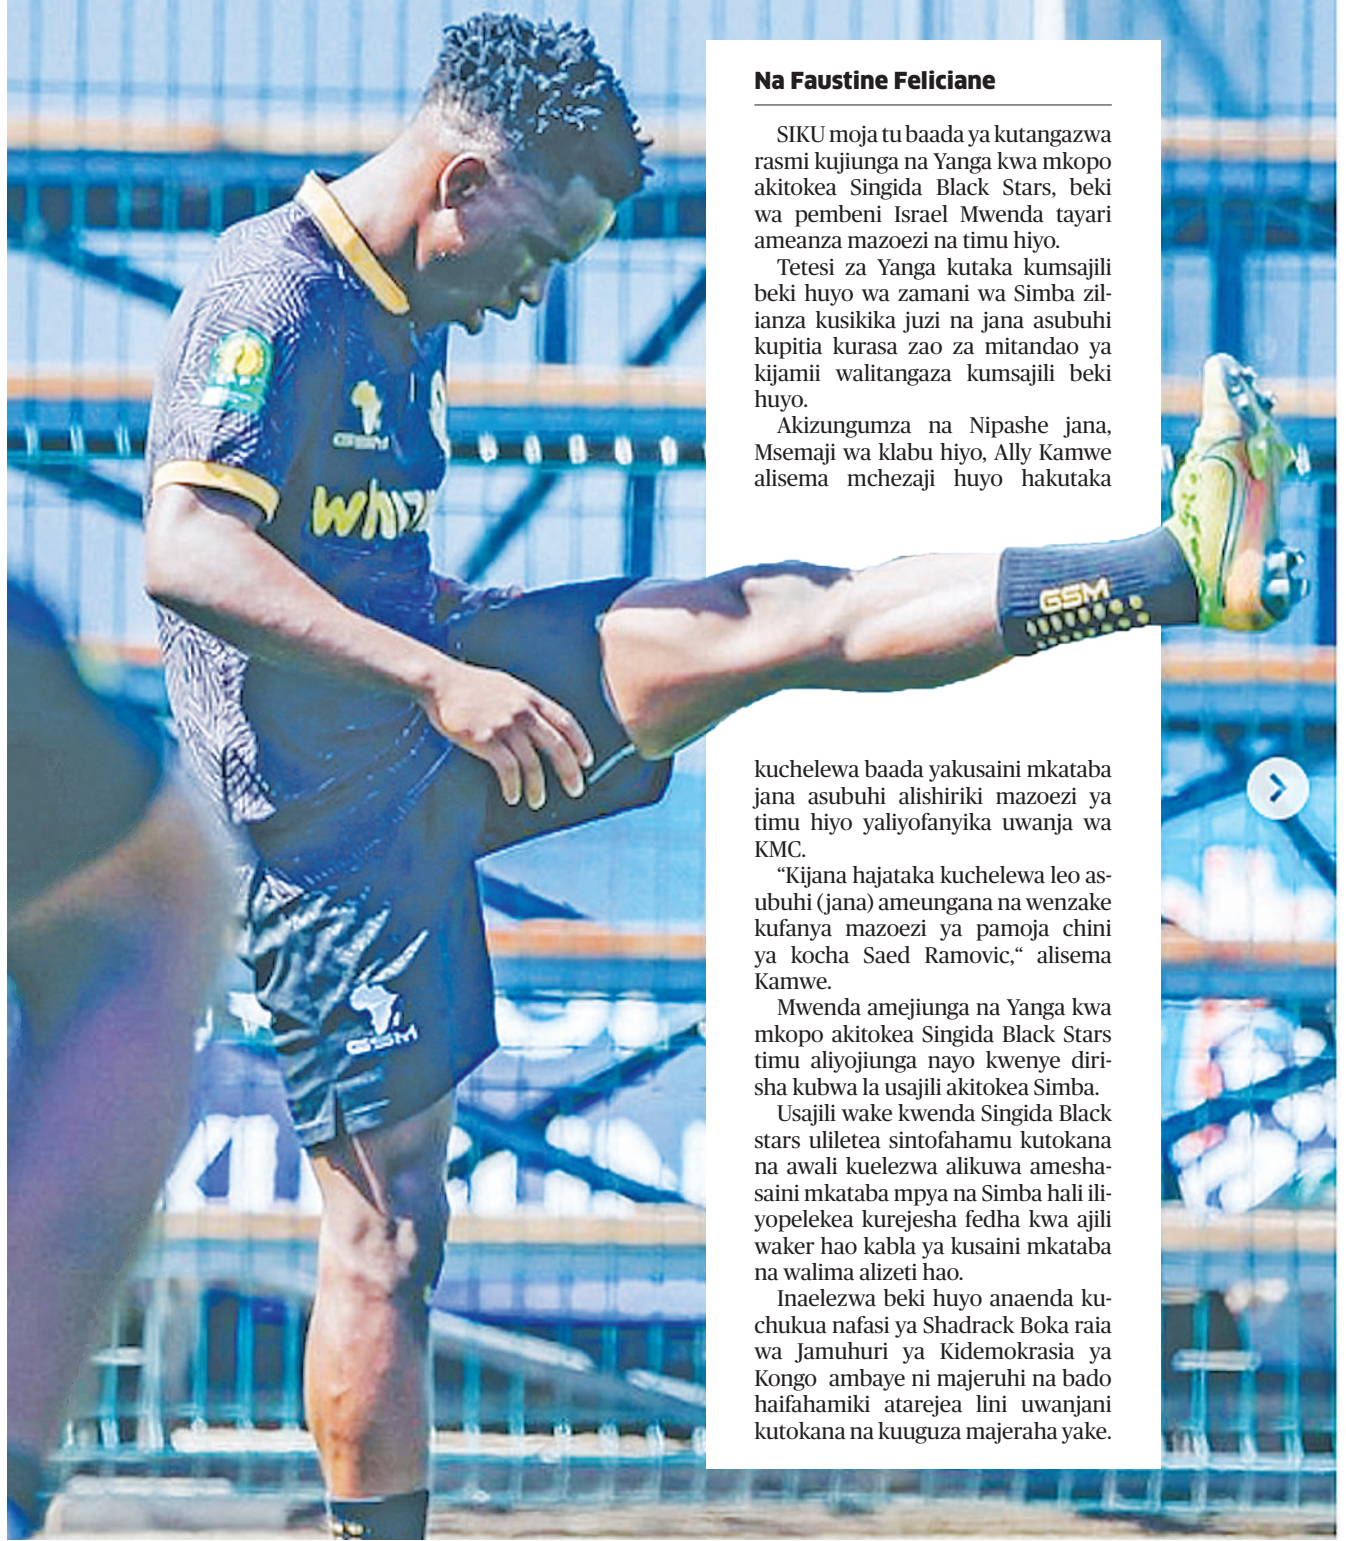 Na Faustine Feliciane
SIKU moja tu baada ya kutangazwa
rasmi kujiunga na Yanga kwa mkopo
akitokea Singida Black Stars, beki
wa pembeni Israel Mwenda tayari
ameanza mazoezi na timu hiyo.
Tetesi za Yanga kutaka kumsajili
beki huyo wa zamani wa Simba zil-
ianza kusikika juzi na jana asubuhi
kupitia kurasa zao za mitandao ya
kijamii walitangaza kumsajili beki
huyo.
Akizungumza na Nipashe jana,
Msemaji wa klabu hiyo, Ally Kamwe
alisema mchezaji huyo hakutaka
kuchelewa baada yakusaini mkataba
jana asubuhi alishiriki mazoezi ya
timu hiyo yaliyofanyika uwanja wa
KMC.
“Kijana hajataka kuchelewa leo as-
ubuhi (jana) ameungana na wenzake
kufanya mazoezi ya pamoja chini
ya kocha Saed Ramovic,“ alisema
Kamwe.
Mwenda amejiunga na Yanga kwa
mkopo akitokea Singida Black Stars
timu aliyojiunga nayo kwenye diri-
sha kubwa la usajili akitokea Simba.
Usajili wake kwenda Singida Black
stars uliletea sintofahamu kutokana
na awali kuelezwa alikuwa amesha-
saini mkataba mpya na Simba hali ili-
yopelekea kurejesha fedha kwa ajili
waker hao kabla ya kusaini mkataba
na walima alizeti hao.
Inaelezwa beki huyo anaenda ku-
chukua nafasi ya Shadrack Boka raia
wa Jamuhuri ya Kidemokrasia ya
Kongo ambaye ni majeruhi na bado
haifahamiki atarejea lini uwanjani
kutokana na kuuguza majeraha yake.
GSM
GSM
GSM